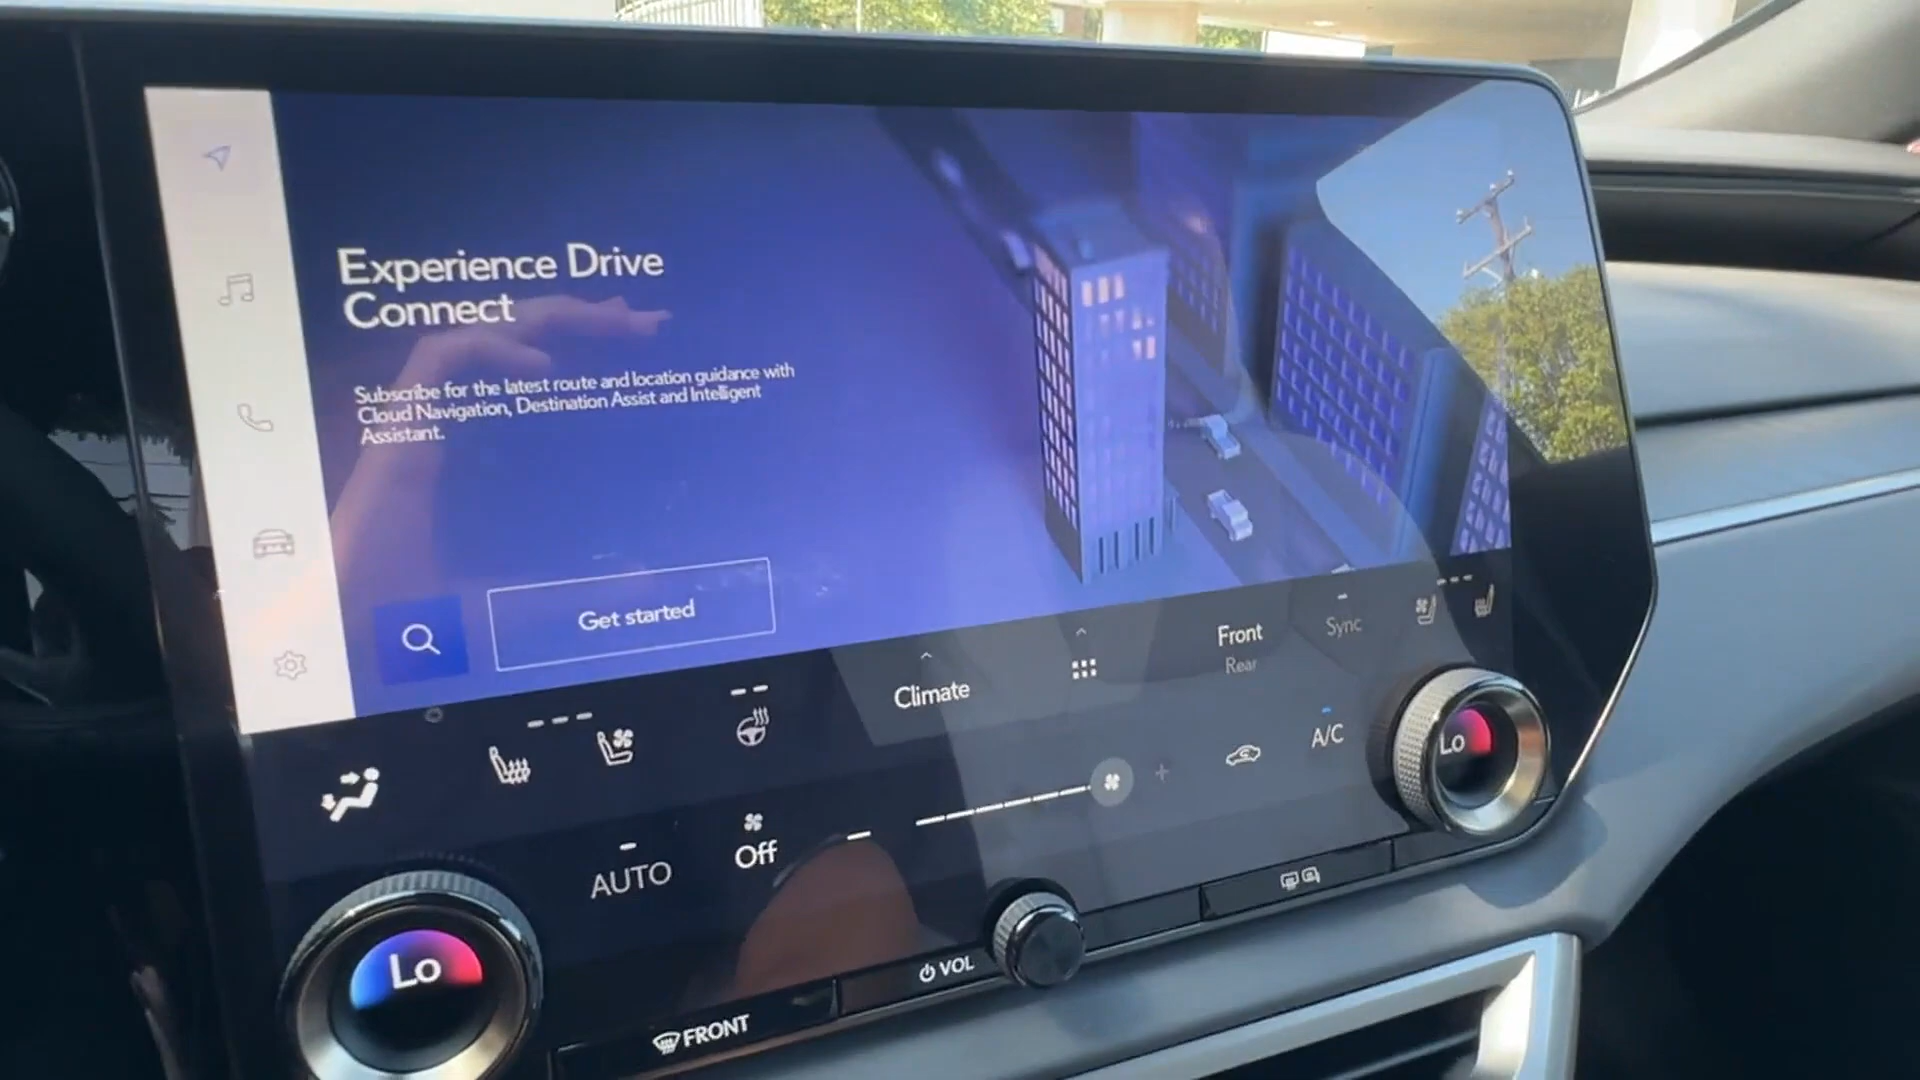 Experience Drive
Connect
Subscribe for the latest route and location guidance with
Cloud Navigation, Destination Assist and Intelligent
Assistant.
Get started
Climate
Front
Rear
Sync
A/C
Lo
AUTO
Off
Lo
VOL
FRONT